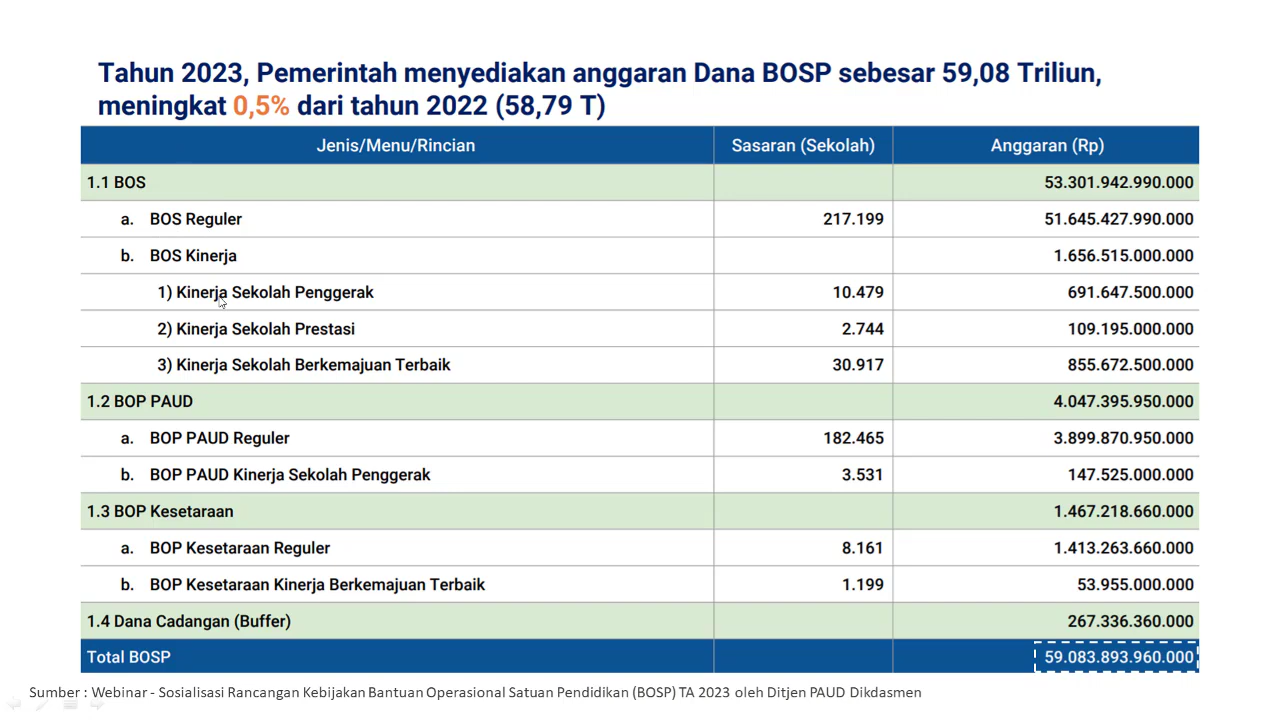 Tahun 2023, Pemerintah menyediakan anggaran Dana BOSP sebesar 59,08 Triliun,
meningkat 0,5% dari tahun 2022 (58,79 T)
Jenis/Menu/Rincian Sasaran (Sekolah) Anggaran (Rp)
1.1 BOS 53.301.942.990.000
a. BOS Reguler 217.199 51.645.427.990.000
b. BOS Kinerja 1.656.515.000.000
1) Kinerja Sekolah Penggerak 10.479 691.647.500.000
2) Kinerja Sekolah Prestasi 2.744 109.195.000.000
3) Kinerja Sekolah Berkemajuan Terbaik 30.917 855.672.500.000
1.2 BOP PAUD 4.047.395.950.000
a. BOP PAUD Reguler 182.465 3.899.870.950.000
b. BOP PAUD Kinerja Sekolah Penggerak 3.531 147.525.000.000
1.3 BOP Kesetaraan 1.467.218.660.000
a. BOP Kesetaraan Reguler 8.161 1.413.263.660.000
b. BOP Kesetaraan Kinerja Berkemajuan Terbaik 1.199 53.955.000.000
1.4 Dana Cadangan (Buffer) 267.336.360.000
Total BOSP 59.083.893.960.000
Sumber : Webinar - Sosialisasi Rancangan Kebijakan Bantuan Operasional Satuan Pendidikan (BOSP) TA 2023 oleh Ditjen PAUD Dikdasmen